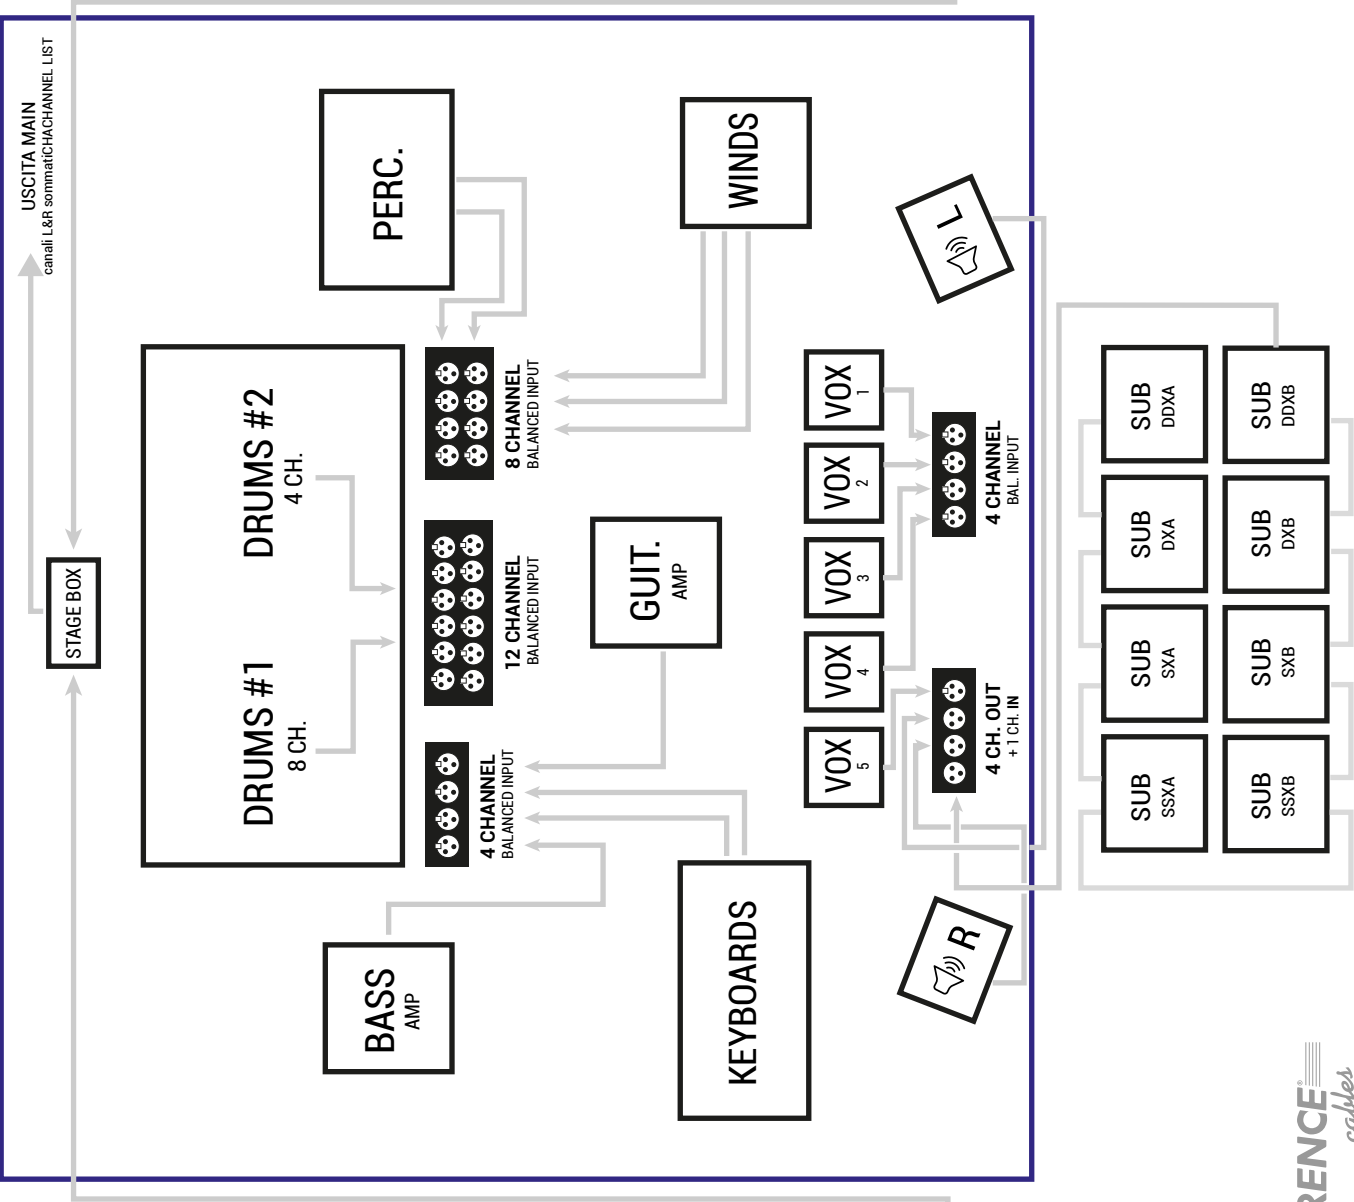 USCITA MAIN
canali L&R sommatiCHACHANNEL LIST
STAGE BOX
DRUMS #1
8 CH.
DRUMS #2
4 CH.
PERC.
BASS
AMP
4 CHANNEL
BALANCED INPUT
12 CHANNEL
BALANCED INPUT
8 CHANNEL
BALANCED INPUT
GUIT.
AMP
KEYBOARDS
WINDS
VOX
5
VOX
4
VOX
3
VOX
2
VOX
1
R
4 CH. OUT
+ 1 CH. IN
4 CHANNEL
BAL. INPUT
L
SUB
SSXA
SUB
SXA
SUB
DXA
SUB
DDXA
SUB
SSXB
SUB
SXB
SUB
DXB
SUB
DDXB
RENCE®
cables